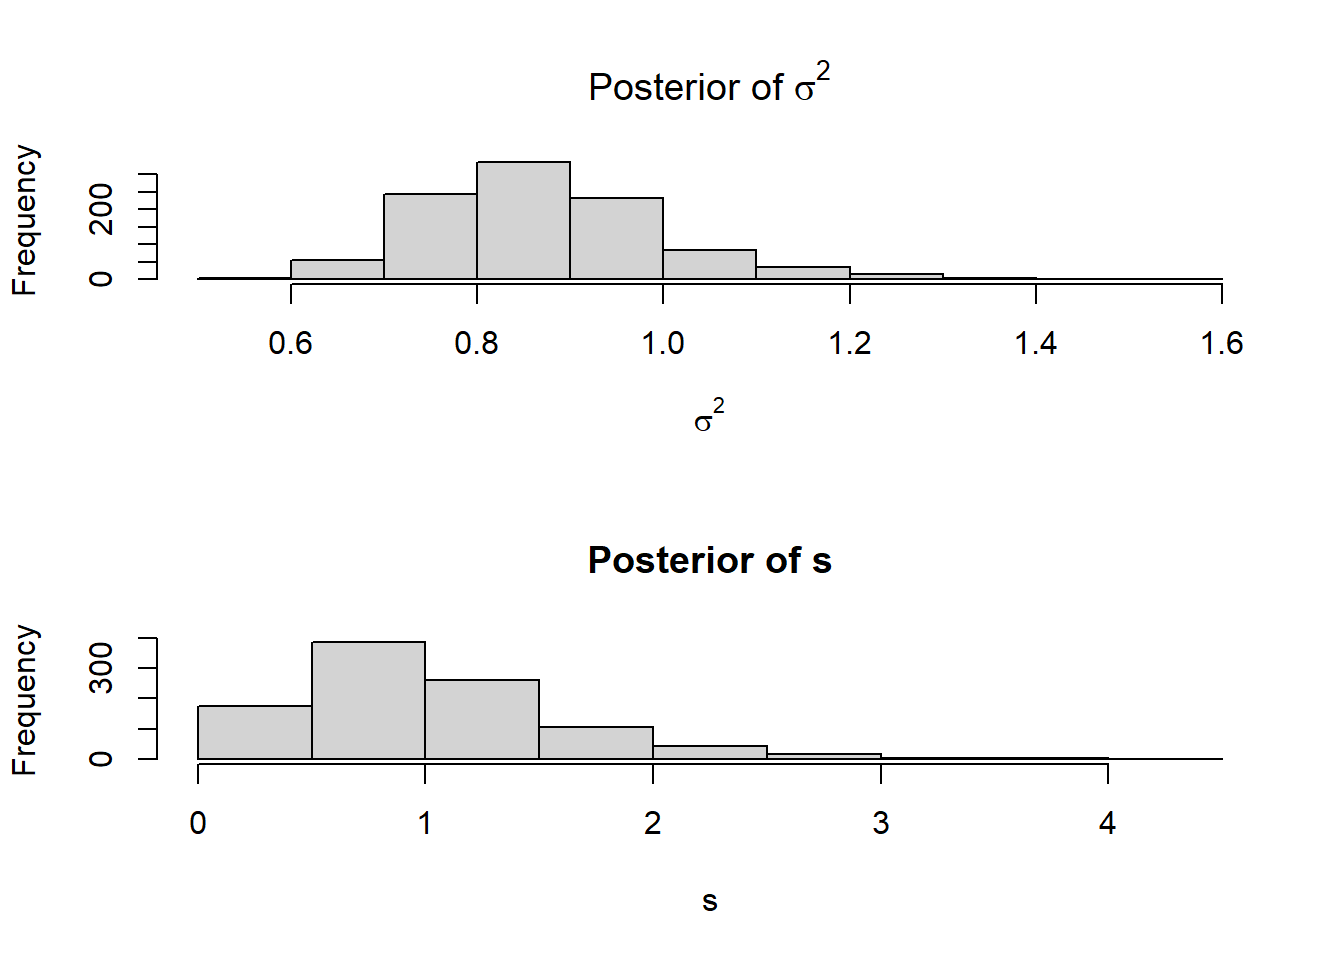 Posterior of σ²
Frequency
0 200
0.6 0.8 1.0 1.2 1.4 1.6
σ²
Posterior of s
Frequency
0 300
0 1 2 3 4
s